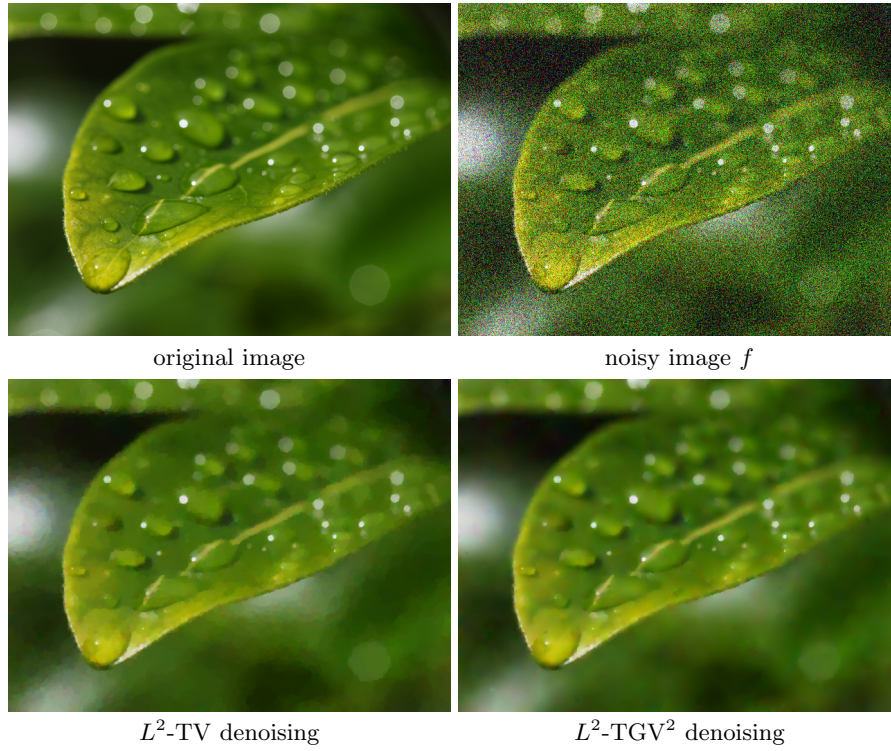 original image
noisy image f
L²-TV denoising
L²-TGV² denoising